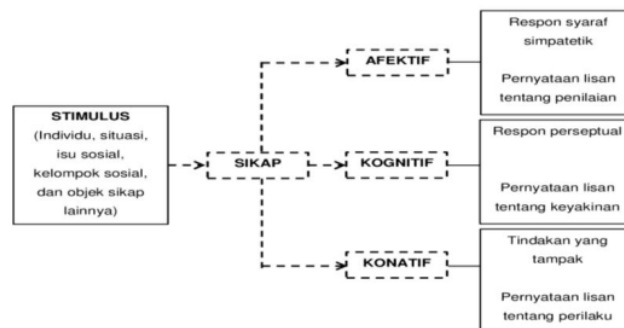 STIMULUS
(Individu, situasi,
isu sosial,
kelompok sosial,
dan objek sikap
lainnya)
SIKAP
AFEKTIF
Respon syaraf
simpatetik
Pernyataan lisan
tentang penilaian
KOGNITIF
Respon perseptual
Pernyataan lisan
tentang keyakinan
KONATIF
Tindakan yang
tampak
Pernyataan lisan
tentang perilaku